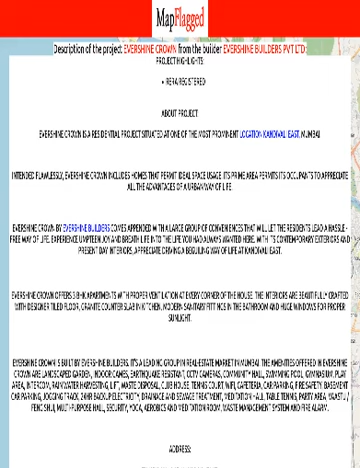 MapFlagged
Description of the project EVERSHINE CROWN from the builder EVERSHINE BUILDERS PVT LTD:
PROJECT HIGHLIGHTS:
• RERA REGISTERED
ABOUT PROJECT:
EVERSHINE CROWN IS A RESIDENTIAL PROJECT SITUATED AT ONE OF THE MOST PROMINENT LOCATION KANDIVALI EAST, MUMBAI
INTENDED FLAWLESSLY, EVERSHINE CROWN INCLUDES HOMES THAT PERMIT IDEAL SPACE USAGE. ITS PRIME AREA PERMITS ITS OCCUPANTS TO APPRECIATE
ALL THE ADVANTAGES OF A URBAN WAY OF LIFE.
EVERSHINE CROWN BY EVERSHINE BUILDERS COMES APPENDED WITH A LARGE GROUP OF CONVENIENCES THAT WILL LET THE RESIDENTS LEAD A HASSLE-
FREE WAY OF LIFE. EXPERIENCE UMPTEEN JOY AND BREATH LIFE INTO THE LIFE YOU HAD ALWAYS WANTED HERE. WITH ITS CONTEMPORARY EXTERIORS AND
PRESENT DAY INTERIORS, APPRECIATE DRIVING A BEGUILING WAY OF LIFE AT KANDIVALI EAST.
EVERSHINE CROWN OFFERS 3 BHK APARTMENTS WITH PROPER VENTILATION AT EVERY CORNER OF THE HOUSE. THE INTERIORS ARE BEAUTIFULLY CRAFTED
WITH DESIGNER TILED FLOOR, GRANITE COUNTER SLAB IN KITCHEN, MODERN SANITARY FITTINGS IN THE BATHROOM AND HUGE WINDOWS FOR PROPER
SUNLIGHT.
EVERSHINE CROWN IS BUILT BY EVERSHINE BUILDERS. IT'S A LEADING GROUP IN REAL-ESTATE MARKET IN MUMBAI. THE AMENITIES OFFERED IN EVERSHINE
CROWN ARE LANDSCAPED GARDEN, INDOOR GAMES, EARTHQUAKE RESISTANT, CCTV CAMERAS, COMMUNITY HALL, SWIMMING POOL, GYMNASIUM, PLAY
AREA, INTERCOM, RAINWATER HARVESTING, LIFT, WASTE DISPOSAL, CLUB HOUSE, TENNIS COURT, WIFI, CAFETERIA, CAR PARKING, FIRE SAFETY, BASEMENT
CAR PARKING, JOGGING TRACK, 24HR BACKUP ELECTRICITY, DRAINAGE AND SEWAGE TREATMENT, MEDITATION HALL, TABLE TENNIS, PARTY AREA, VAASTU /
FENG SHUI, MULTI-PURPOSE HALL, SECURITY, YOGA, AEROBICS AND MEDITATION ROOM, WASTE MANAGEMENT SYSTEM AND FIRE ALARM.
ADDRESS: